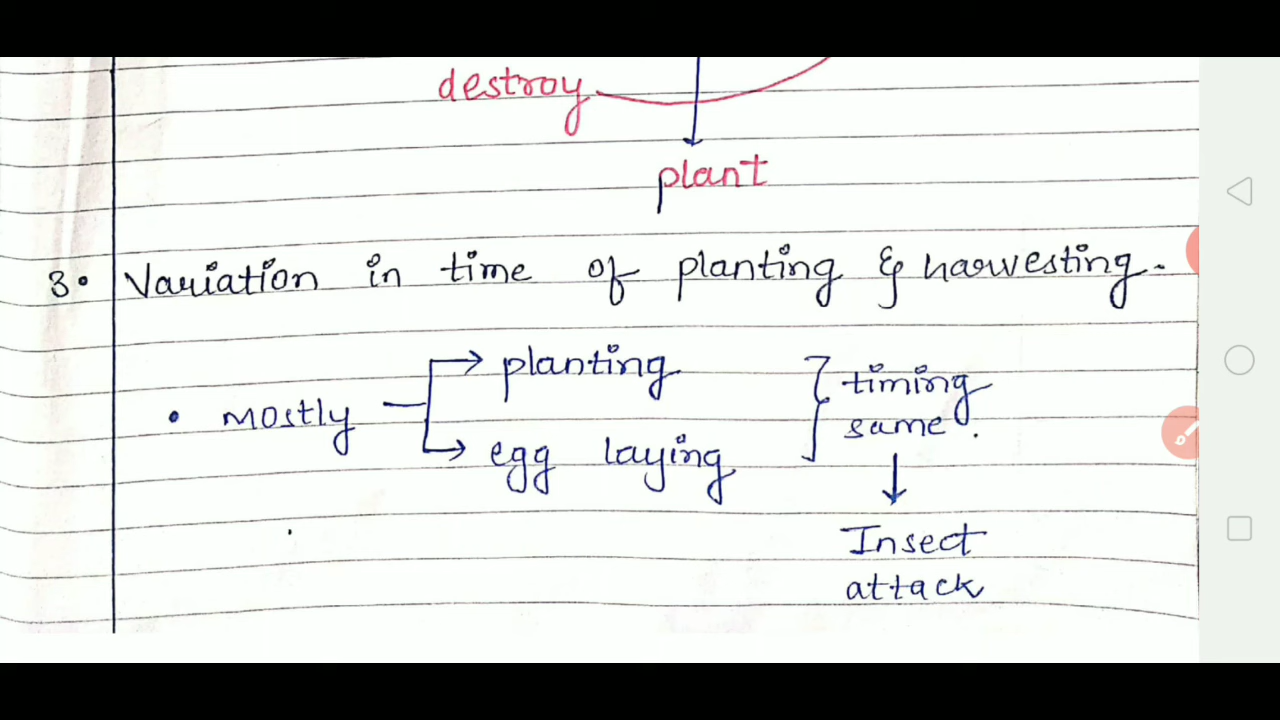 destroy
plant
3. Variation in time of planting & harvesting.
• Mostly → planting
→ egg laying
} timing
same.
↓
Insect
attack